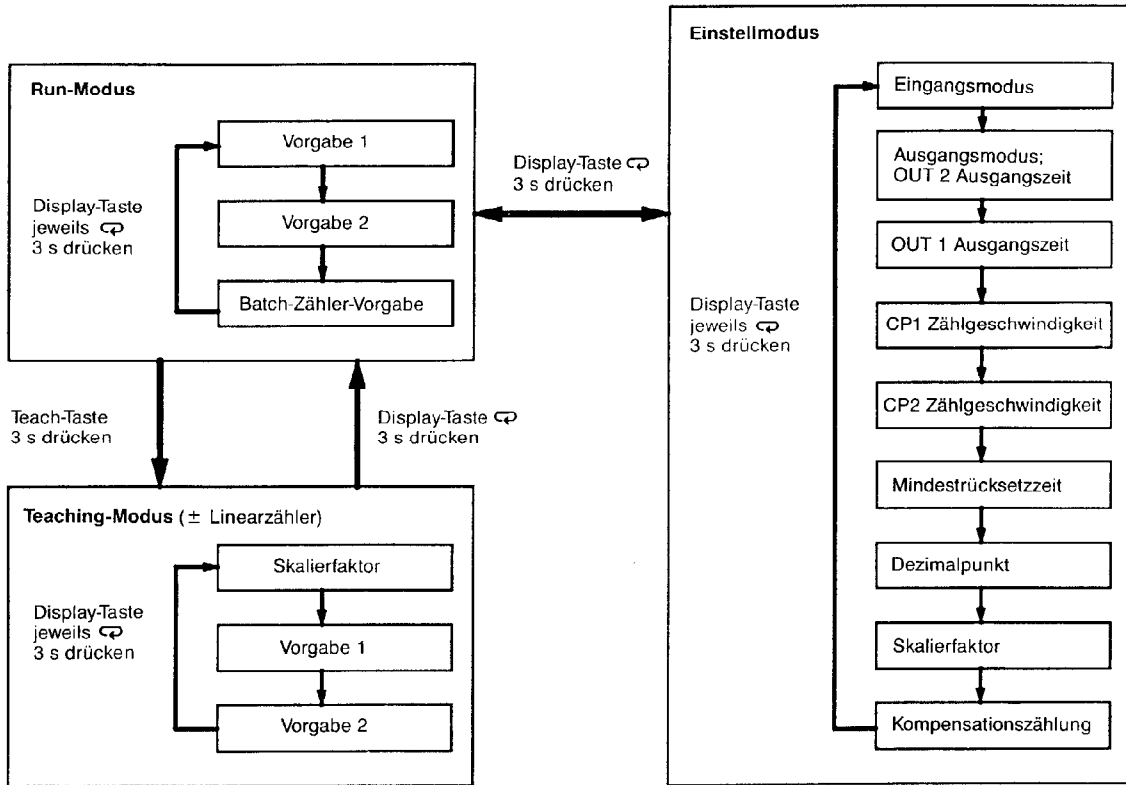 Run-Modus
Vorgabe 1
Display-Taste
jeweils
3 s drücken
Vorgabe 2
Batch-Zähler-Vorgabe
Teach-Taste
3 s drücken
Display-Taste
3 s drücken
Teaching-Modus (± Linearzähler)
Skalierfaktor
Display-Taste
jeweils
3 s drücken
Vorgabe 1
Vorgabe 2
Display-Taste
3 s drücken
Einstellmodus
Eingangsmodus
Ausgangsmodus;
OUT 2 Ausgangszeit
OUT 1 Ausgangszeit
Display-Taste
jeweils
3 s drücken
CP1 Zählgeschwindigkeit
CP2 Zählgeschwindigkeit
Mindestrücksetzzeit
Dezimalpunkt
Skalierfaktor
Kompensationszählung